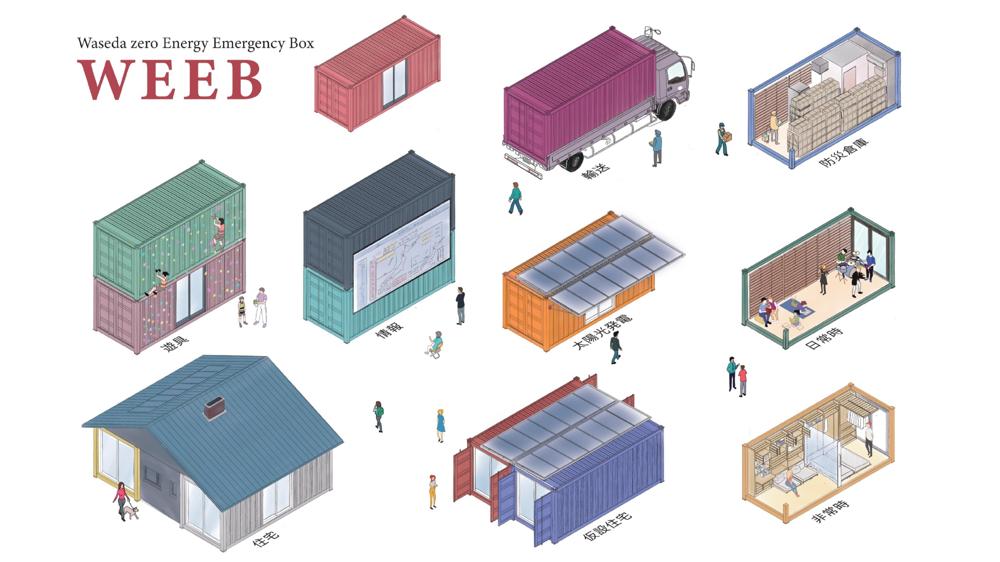 Waseda zero Energy Emergency Box
WEEB
輸送
防災倉庫
遊具
情報
太陽光発電
日常時
住宅
仮設住宅
非常時